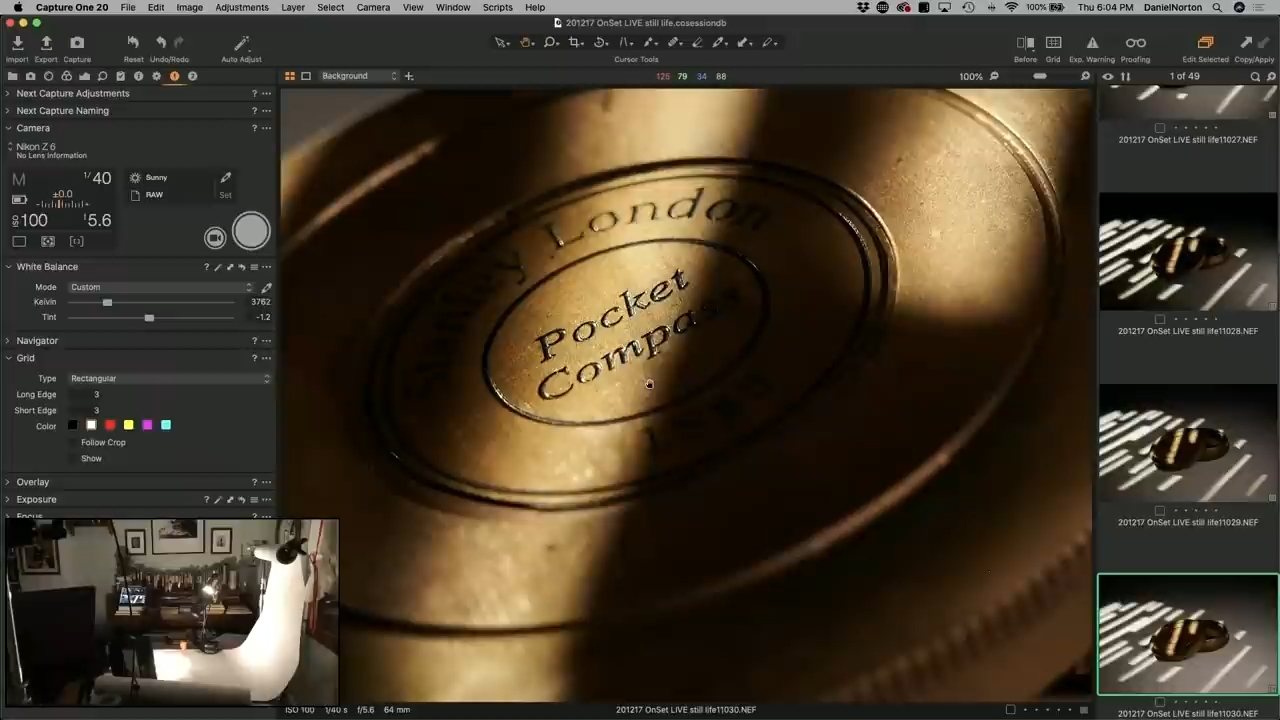 Capture One 20 File Edit Image Adjustments Layer Select Camera View Window Scripts Help
100% Thu 6:04 PM DanielNorton
201217 OnSet LIVE still life.cosessiondb
Import Export Capture Reset Undo/Redo Auto Adjust Cursor Tools Before Grid Exp. Warning Proofing Edit Selected Copy/Apply
Background 125 79 34 88 100% 1 of 49
Next Capture Adjustments ? ...
Next Capture Naming ? ...
Camera ? ...
Nikon Z 6
No Lens Information
M 1/40 Sunny
±0.0 RAW Set
ISO 100 f/5.6
White Balance ? ...
Mode Custom
Kelvin 3762
Tint -1.2
Navigator ? ...
Grid ? ...
Type Rectangular
Long Edge 3
Short Edge 3
Color
Follow Crop
Show
Overlay ? ...
Exposure ? ...
Focus
London
Pocket
Compass
201217 OnSet LIVE still life11027.NEF
201217 OnSet LIVE still life11028.NEF
201217 OnSet LIVE still life11029.NEF
201217 OnSet LIVE still life11030.NEF
ISO 100 1/40 s f/5.6 64 mm 201217 OnSet LIVE still life11030.NEF